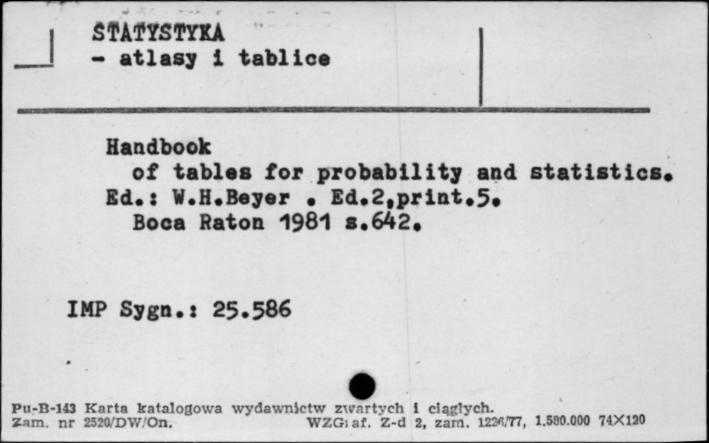 STATYSTYKA
- atlasy i tablice
Handbook
of tables for probability and statistics.
Ed.: W.H.Beyer . Ed.2,print.5.
Boca Raton 1981 s.642.
IMP Sygn.: 25.586
Pu-B-143 Karta katalogowa wydawnictw zwartych i ciągłych.
Zam. nr 2520/DW/On. WZGraf. Z-d 2, zam. 1226/77, 1.580.000 74X120